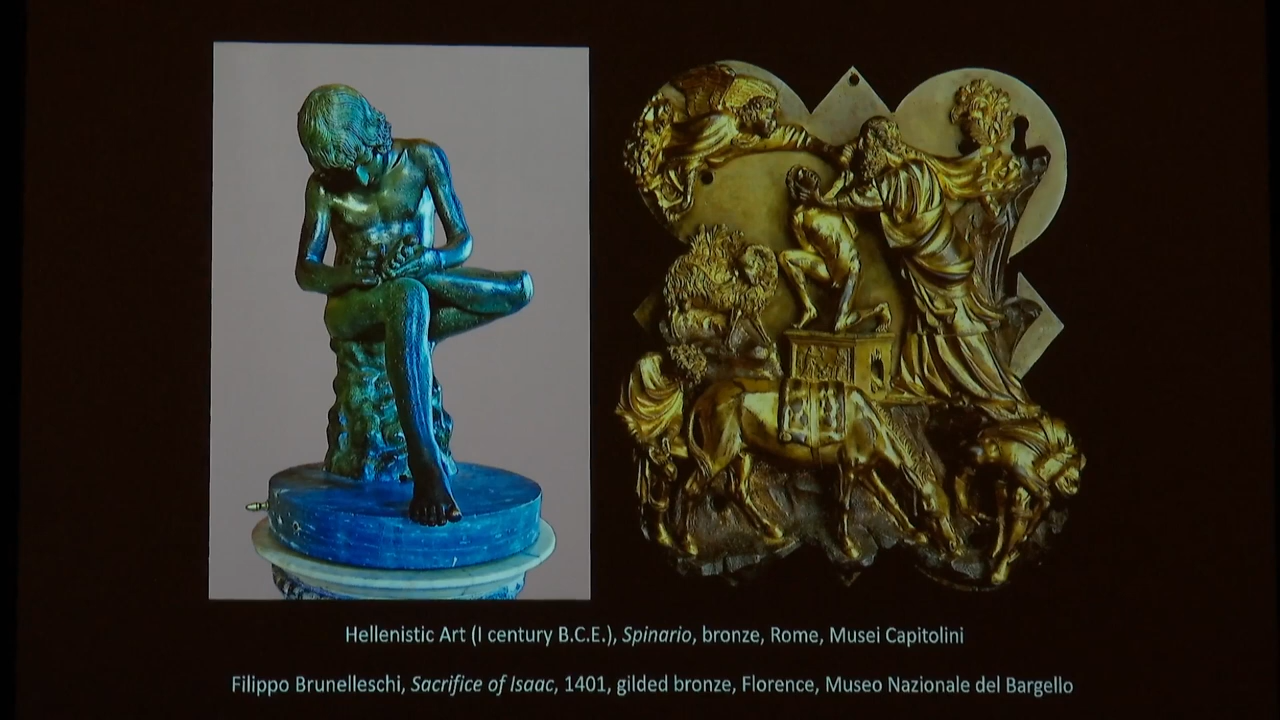 Hellenistic Art (I century B.C.E.), Spinario, bronze, Rome, Musei Capitolini
Filippo Brunelleschi, Sacrifice of Isaac, 1401, gilded bronze, Florence, Museo Nazionale del Bargello